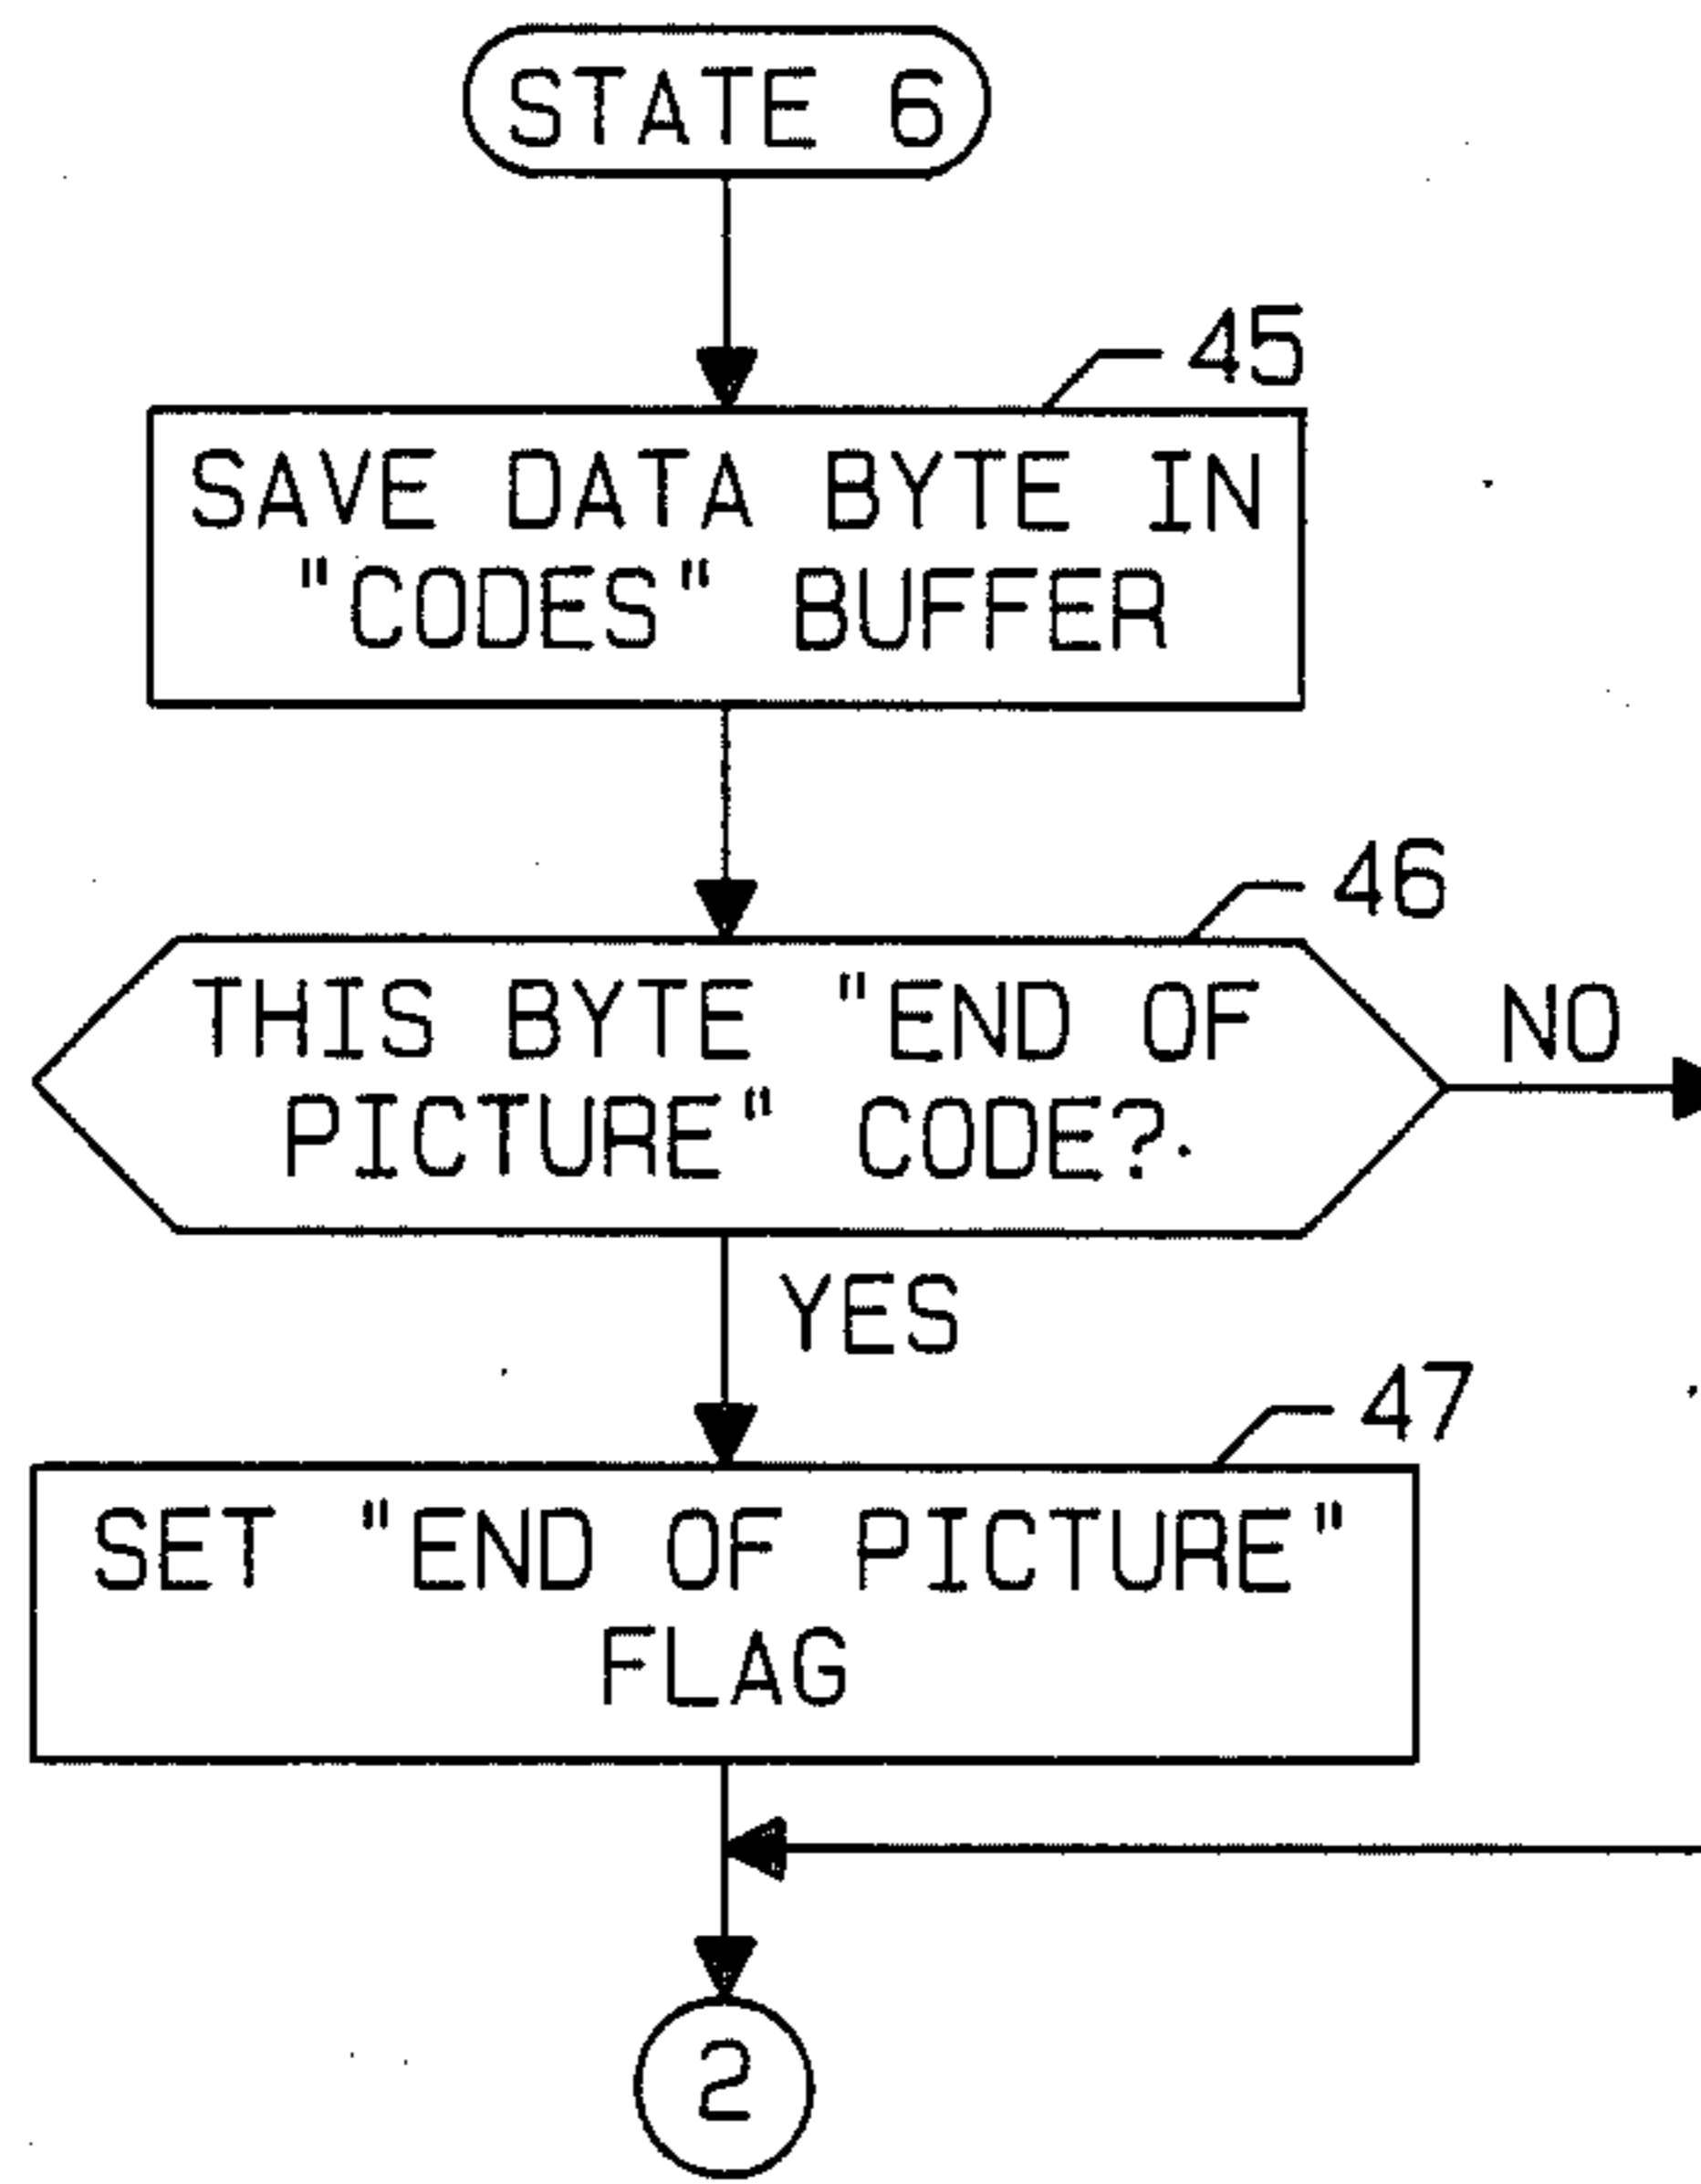 STATE 6
45
SAVE DATA BYTE IN
"CODES" BUFFER
46
THIS BYTE "END OF
PICTURE" CODE?
NO
YES
47
SET "END OF PICTURE"
FLAG
2